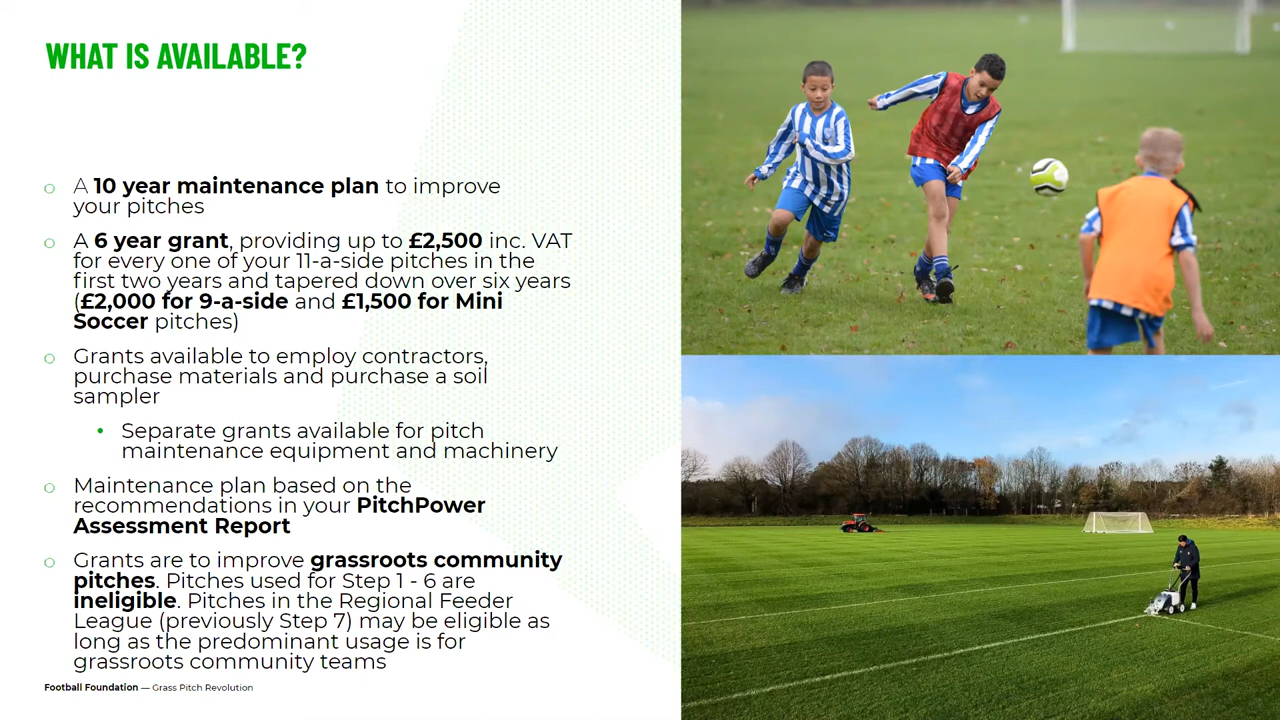 WHAT IS AVAILABLE?
A 10 year maintenance plan to improve
your pitches
A 6 year grant, providing up to £2,500 inc. VAT
for every one of your 11-a-side pitches in the
first two years and tapered down over six years
(£2,000 for 9-a-side and £1,500 for Mini
Soccer pitches)
Grants available to employ contractors,
purchase materials and purchase a soil
sampler
Separate grants available for pitch
maintenance equipment and machinery
Maintenance plan based on the
recommendations in your PitchPower
Assessment Report
Grants are to improve grassroots community
pitches. Pitches used for Step 1 - 6 are
ineligible. Pitches in the Regional Feeder
League (previously Step 7) may be eligible as
long as the predominant usage is for
grassroots community teams
Football Foundation — Grass Pitch Revolution